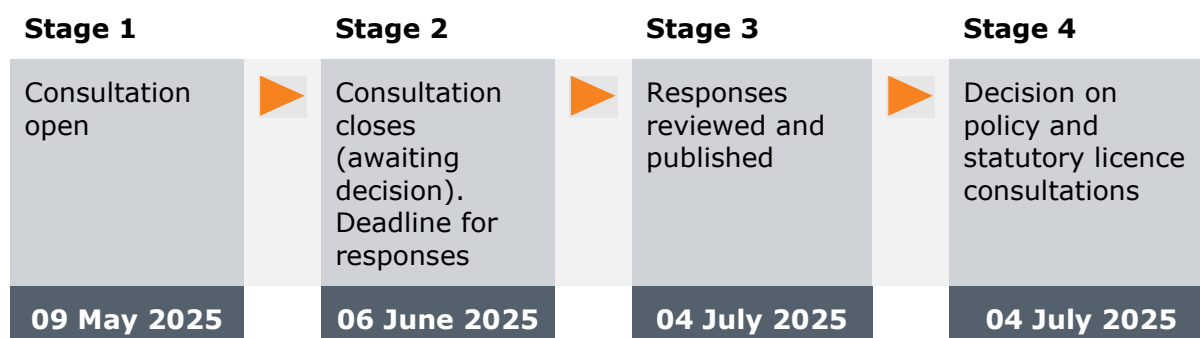 Stage 1
Consultation
open
09 May 2025
Stage 2
Consultation
closes
(awaiting
decision).
Deadline for
responses
06 June 2025
Stage 3
Responses
reviewed and
published
04 July 2025
Stage 4
Decision on
policy and
statutory licence
consultations
04 July 2025